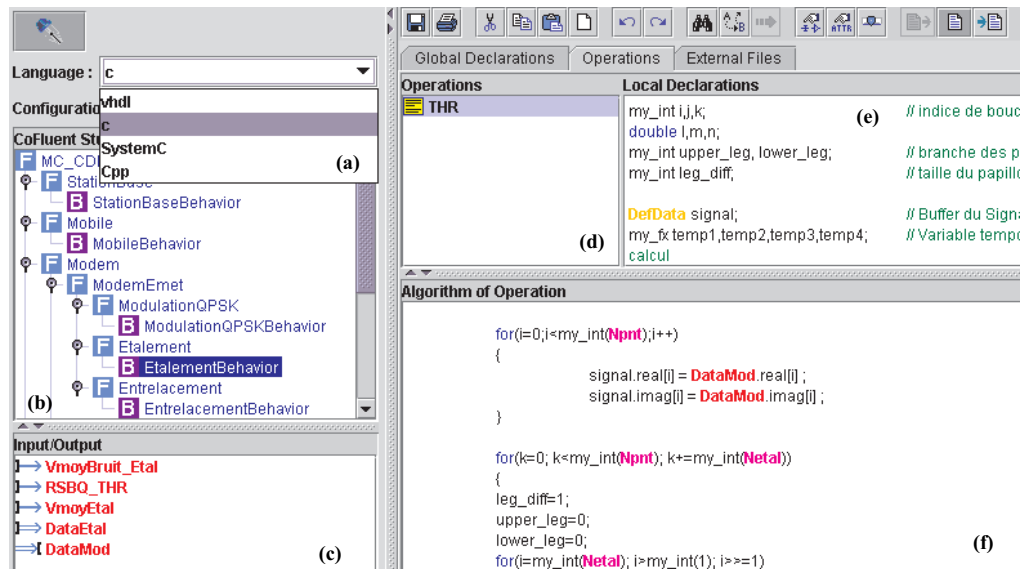 Language :
c
vhdl
c
SystemC
Cpp
(a)
MC_CD
StationBase
B StationBaseBehavior
F Mobile
B MobileBehavior
F Modem
F ModemEmet
F ModulationQPSK
B ModulationQPSKBehavior
F Etalement
B EtalementBehavior
F Entrelacement
B EntrelacementBehavior
(b)
Input/Output
VmoyBruit_Etal
RSBQ_THR
VmoyEtal
DataEtal
DataMod
(c)
ATTR
Global Declarations Operations External Files
Operations
THR
(d)
Local Declarations
my_int i,j,k; // indice de bouc
double l,m,n;
my_int upper_leg, lower_leg; // branche des p
my_int leg_diff; // taille du papillo
DefData signal; // Buffer du Signa
my_fx temp1,temp2,temp3,temp4; // Variable tempo
calcul
(e)
Algorithm of Operation
for(i=0;i<my_int(Npnt);i++)
{
signal.real[i] = DataMod.real[i] ;
signal.imag[i] = DataMod.imag[i] ;
}
for(k=0; k<my_int(Npnt); k+=my_int(Netal))
{
leg_diff=1;
upper_leg=0;
lower_leg=0;
for(i=my_int(Netal); i>my_int(1); i>>=1)
(f)